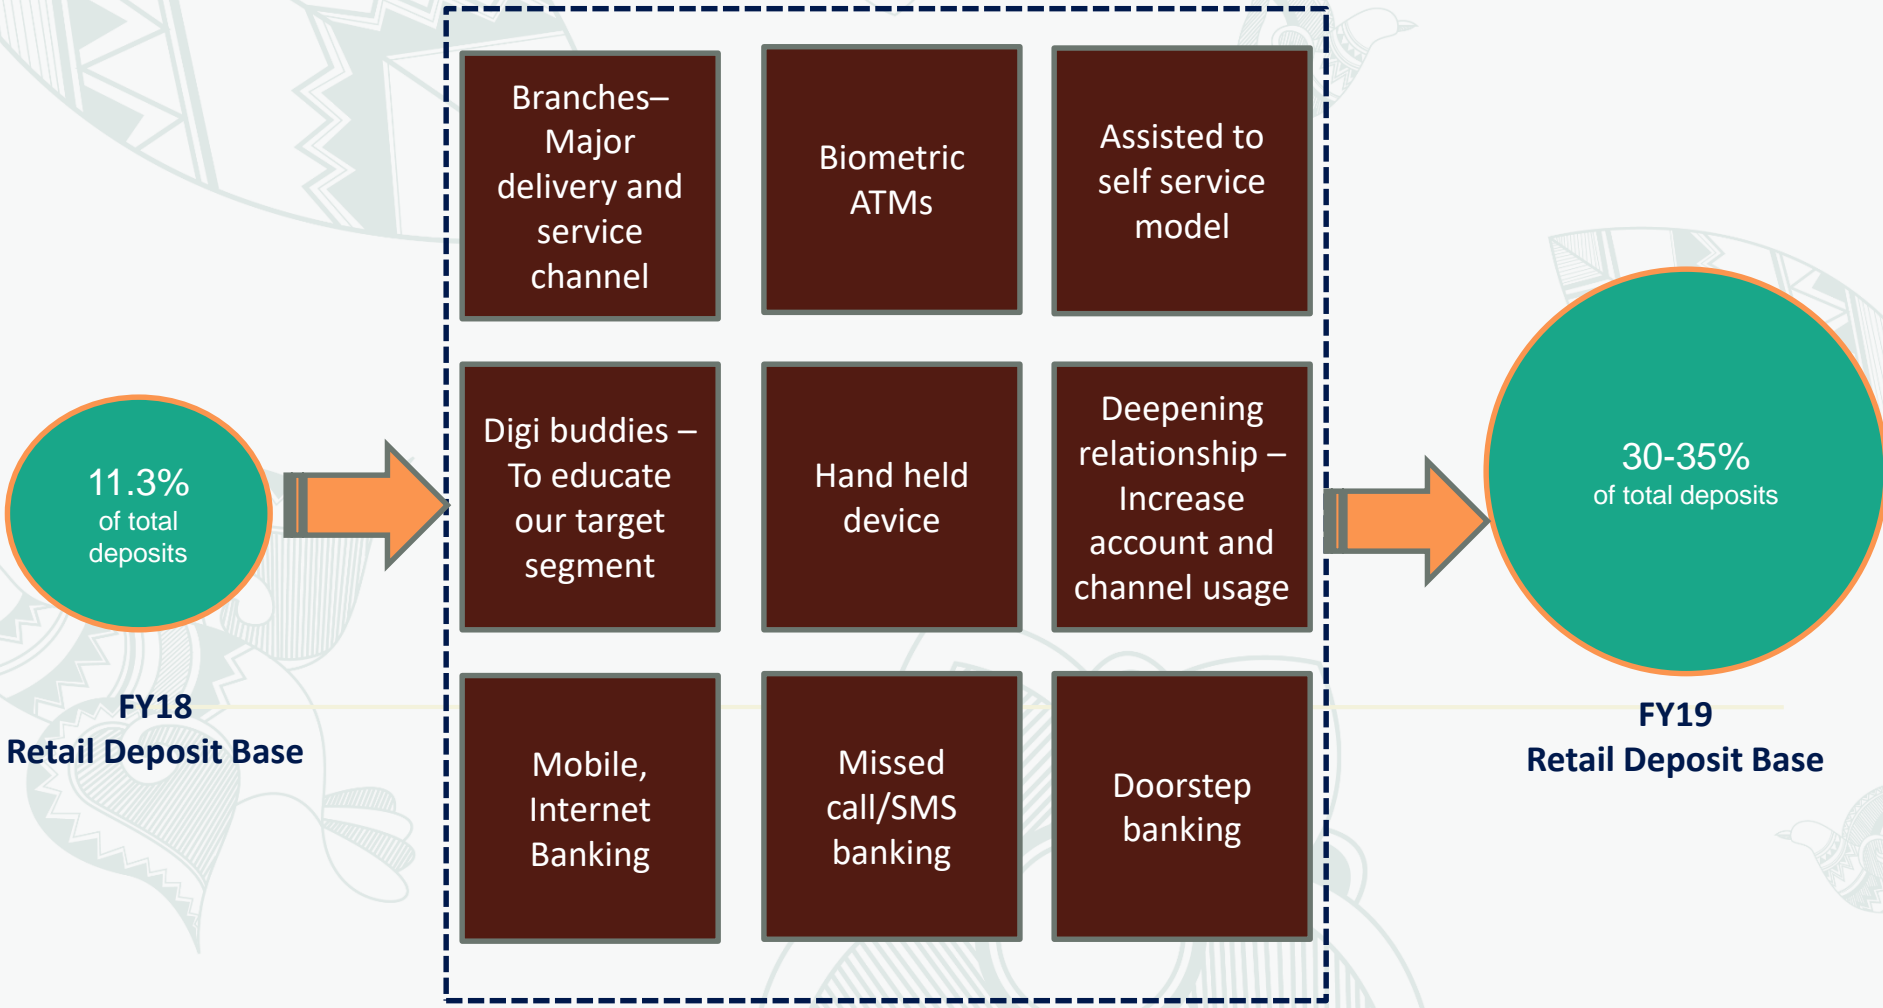 Branches–
Major
delivery and
service
channel
Biometric
ATMs
Assisted to
self service
model
11.3%
of total
deposits
FY18
Retail Deposit Base
Digi buddies –
To educate
our target
segment
Hand held
device
Deepening
relationship –
Increase
account and
channel usage
Mobile,
Internet
Banking
Missed
call/SMS
banking
Doorstep
banking
30-35%
of total deposits
FY19
Retail Deposit Base